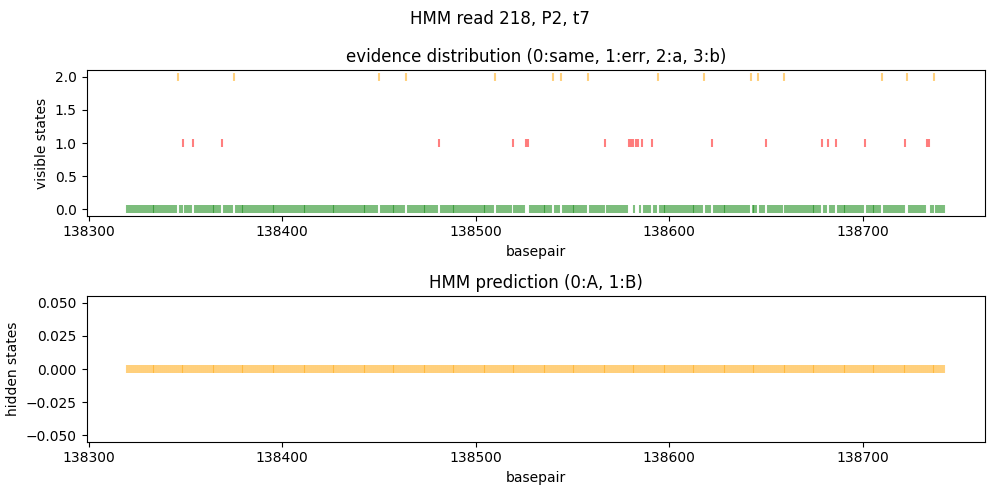 HMM read 218, P2, t7
evidence distribution (0:same, 1:err, 2:a, 3:b)
2.0
1.5
1.0
0.5
0.0
visible states
138300 138400 138500 138600 138700
basepair
HMM prediction (0:A, 1:B)
0.050
0.025
0.000
−0.025
−0.050
hidden states
138300 138400 138500 138600 138700
basepair